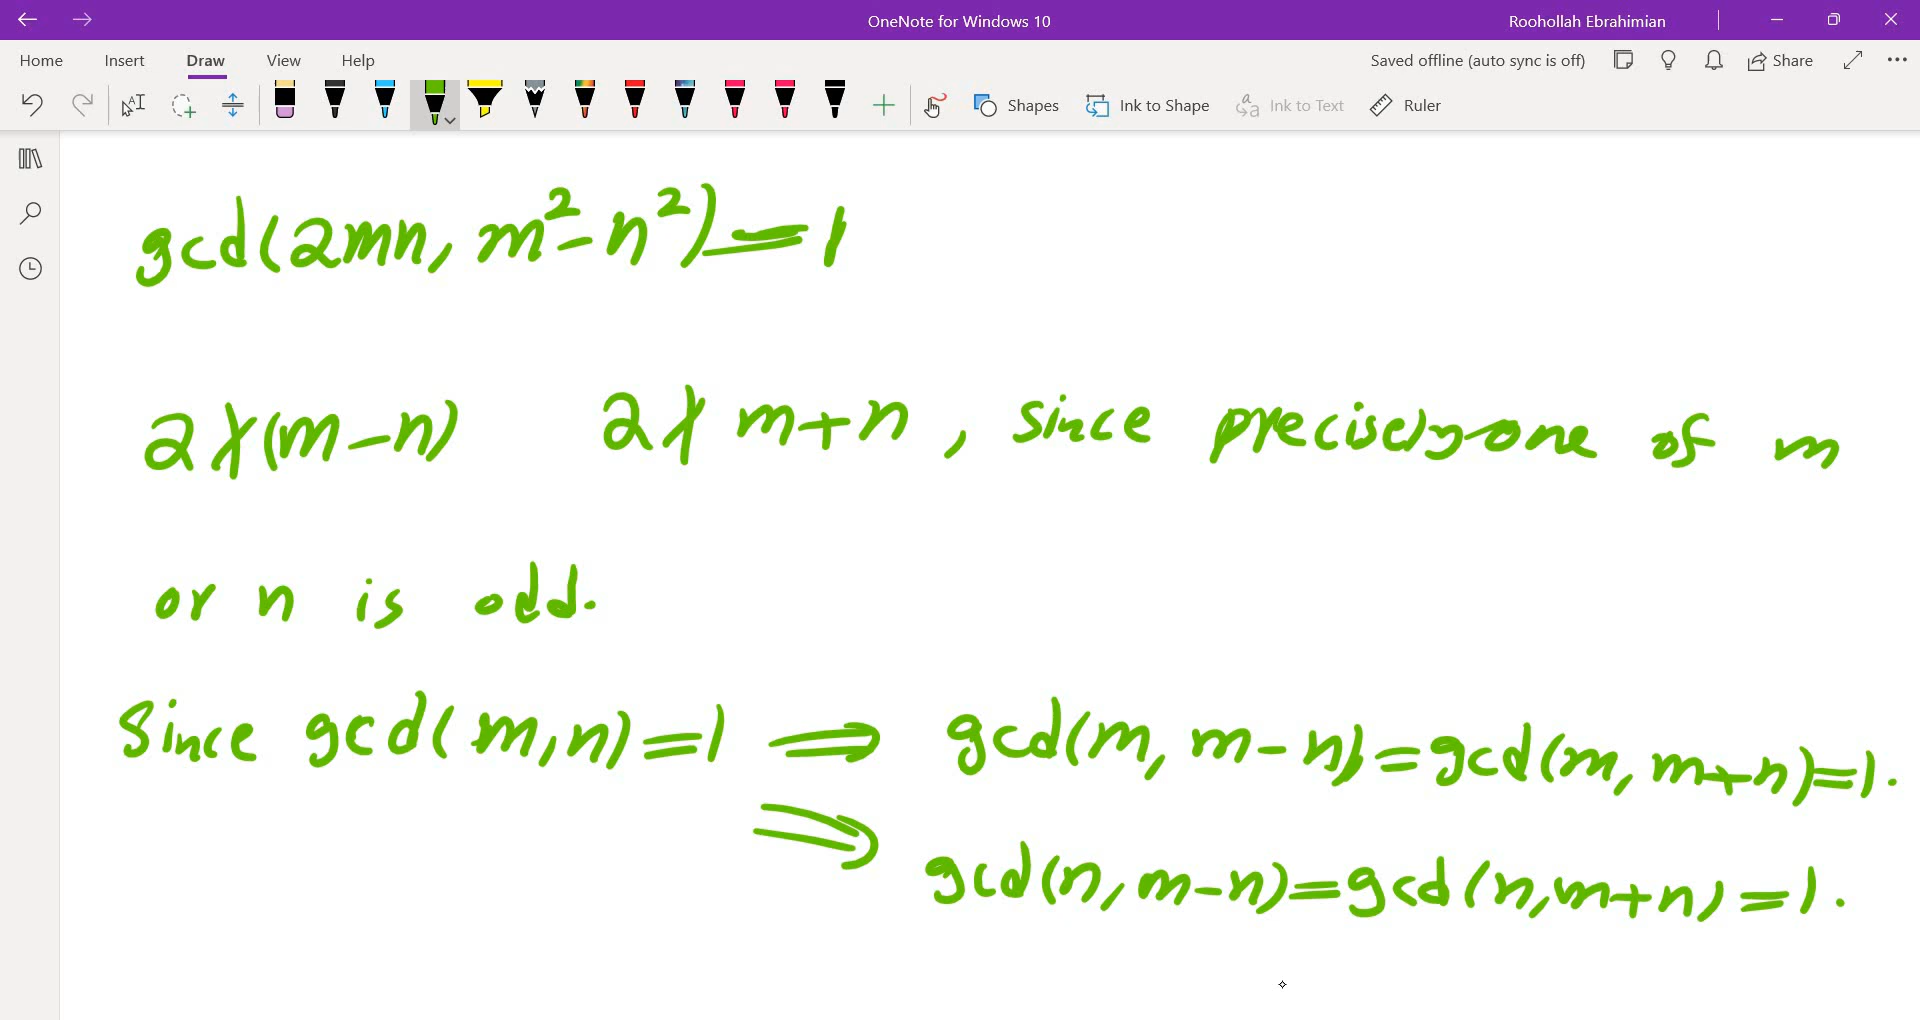 OneNote for Windows 10
Roohollah Ebrahimian
Home Insert Draw View Help
Saved offline (auto sync is off) Share
Shapes Ink to Shape Ink to Text Ruler
gcd(2mn, m²-n²)=1
2∤(m-n) 2∤ m+n, since precisely one of m
or n is odd.
Since gcd(m,n)=1 ⇒ gcd(m, m-n)=gcd(m, m+n)=1.
⇒ gcd(n, m-n)=gcd(n, m+n)=1.